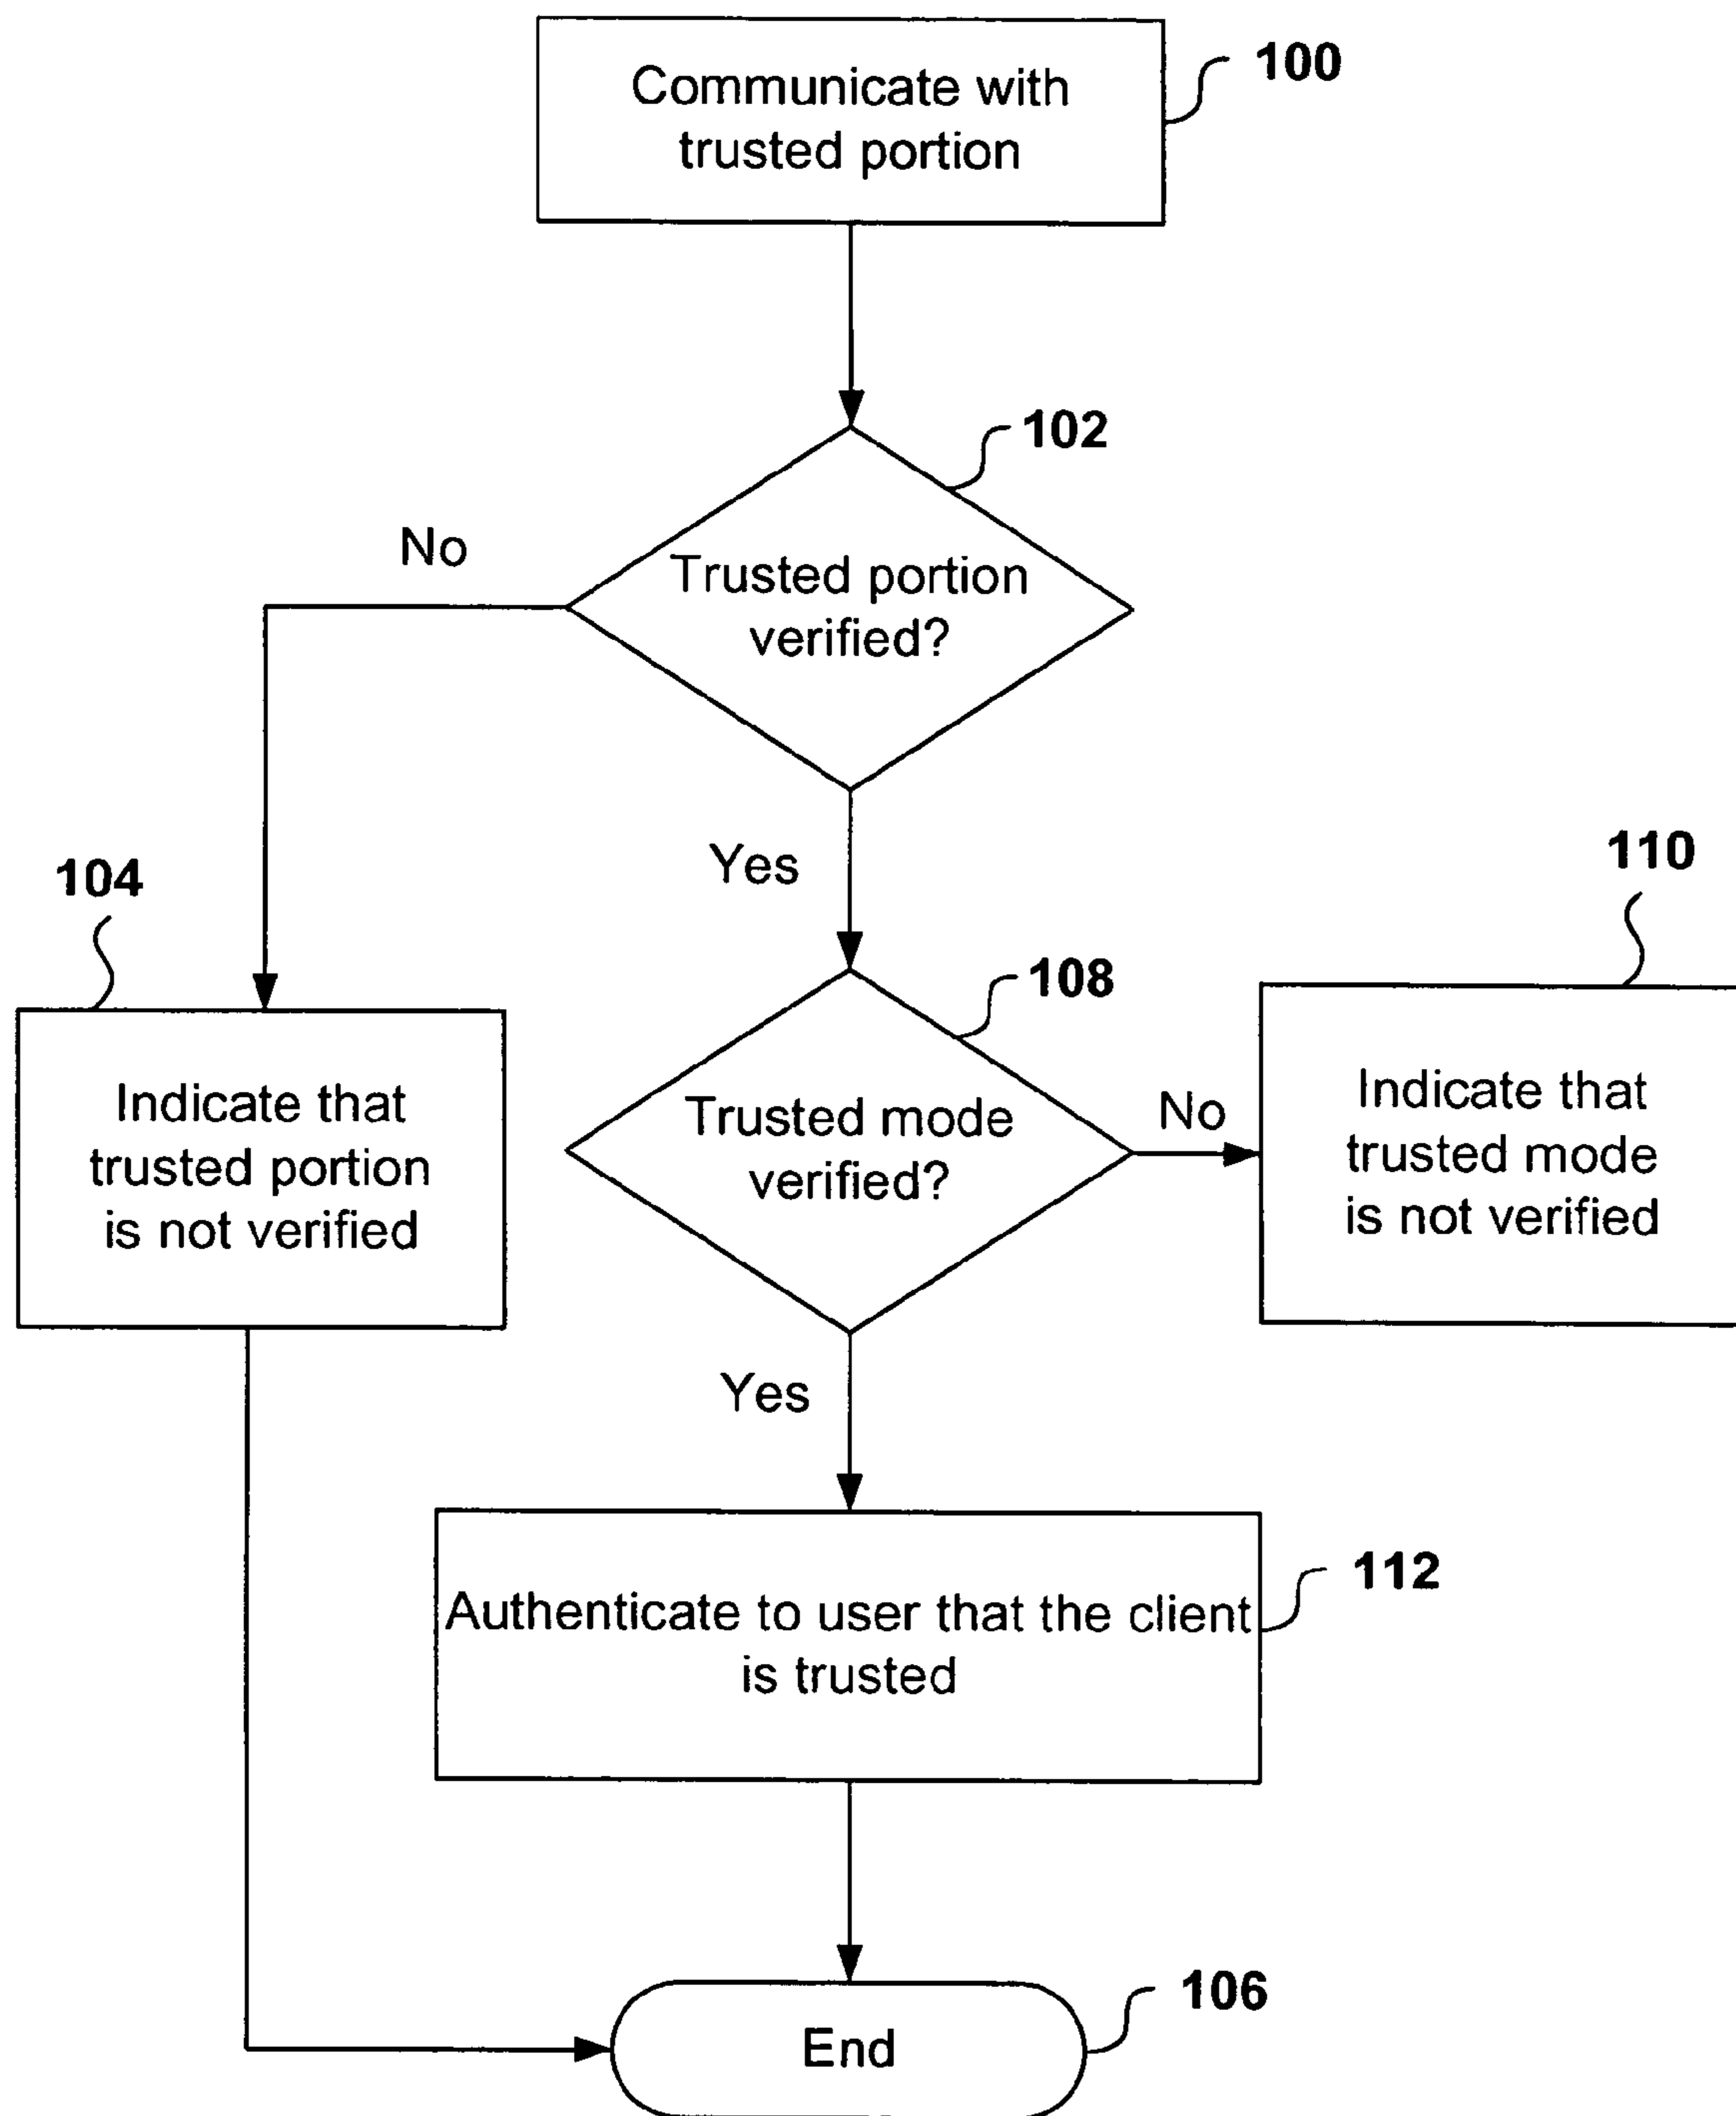 Communicate with
trusted portion
100
102
No
Trusted portion
verified?
Yes
104
110
108
Indicate that
trusted portion
is not verified
Trusted mode
verified?
No
Indicate that
trusted mode
is not verified
Yes
Authenticate to user that the client
is trusted
112
End
106